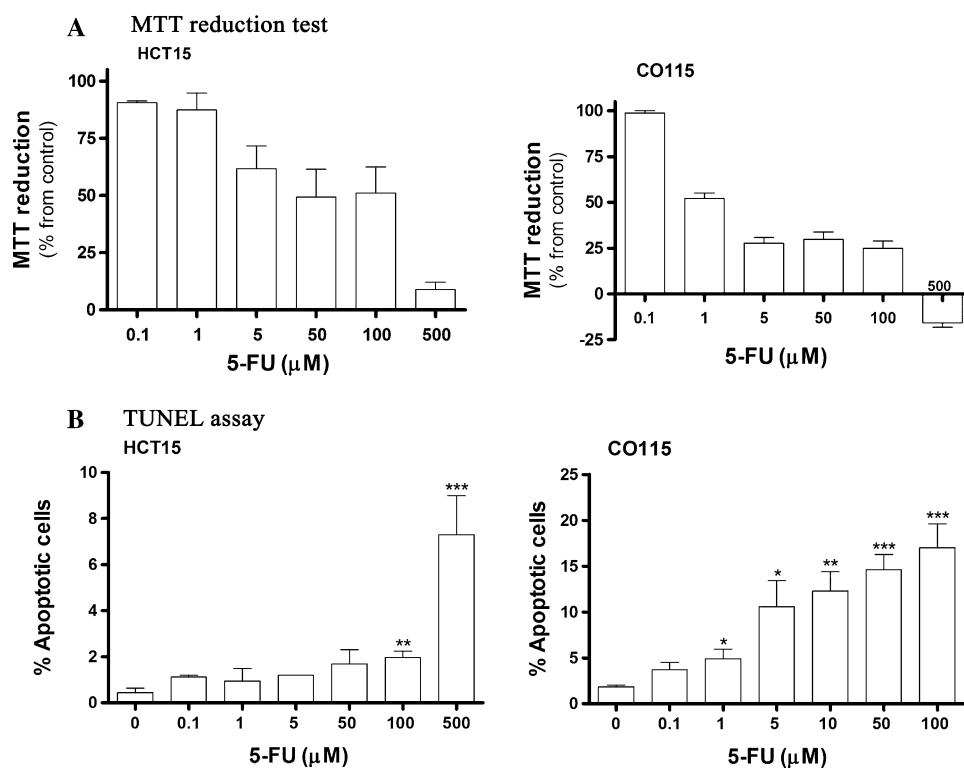 A MTT reduction test
HCT15
100
75
50
25
0
MTT reduction
(% from control)
0.1 1 5 50 100 500
5-FU (μM)
CO115
100
75
50
25
0
-25
MTT reduction
(% from control)
500
0.1 1 5 50 100
5-FU (μM)
B TUNEL assay
HCT15
10
8
6
4
2
0
% Apoptotic cells
**
***
0 0.1 1 5 50 100 500
5-FU (μM)
CO115
25
20
15
10
5
0
% Apoptotic cells
*
*
**
***
***
0 0.1 1 5 10 50 100
5-FU (μM)